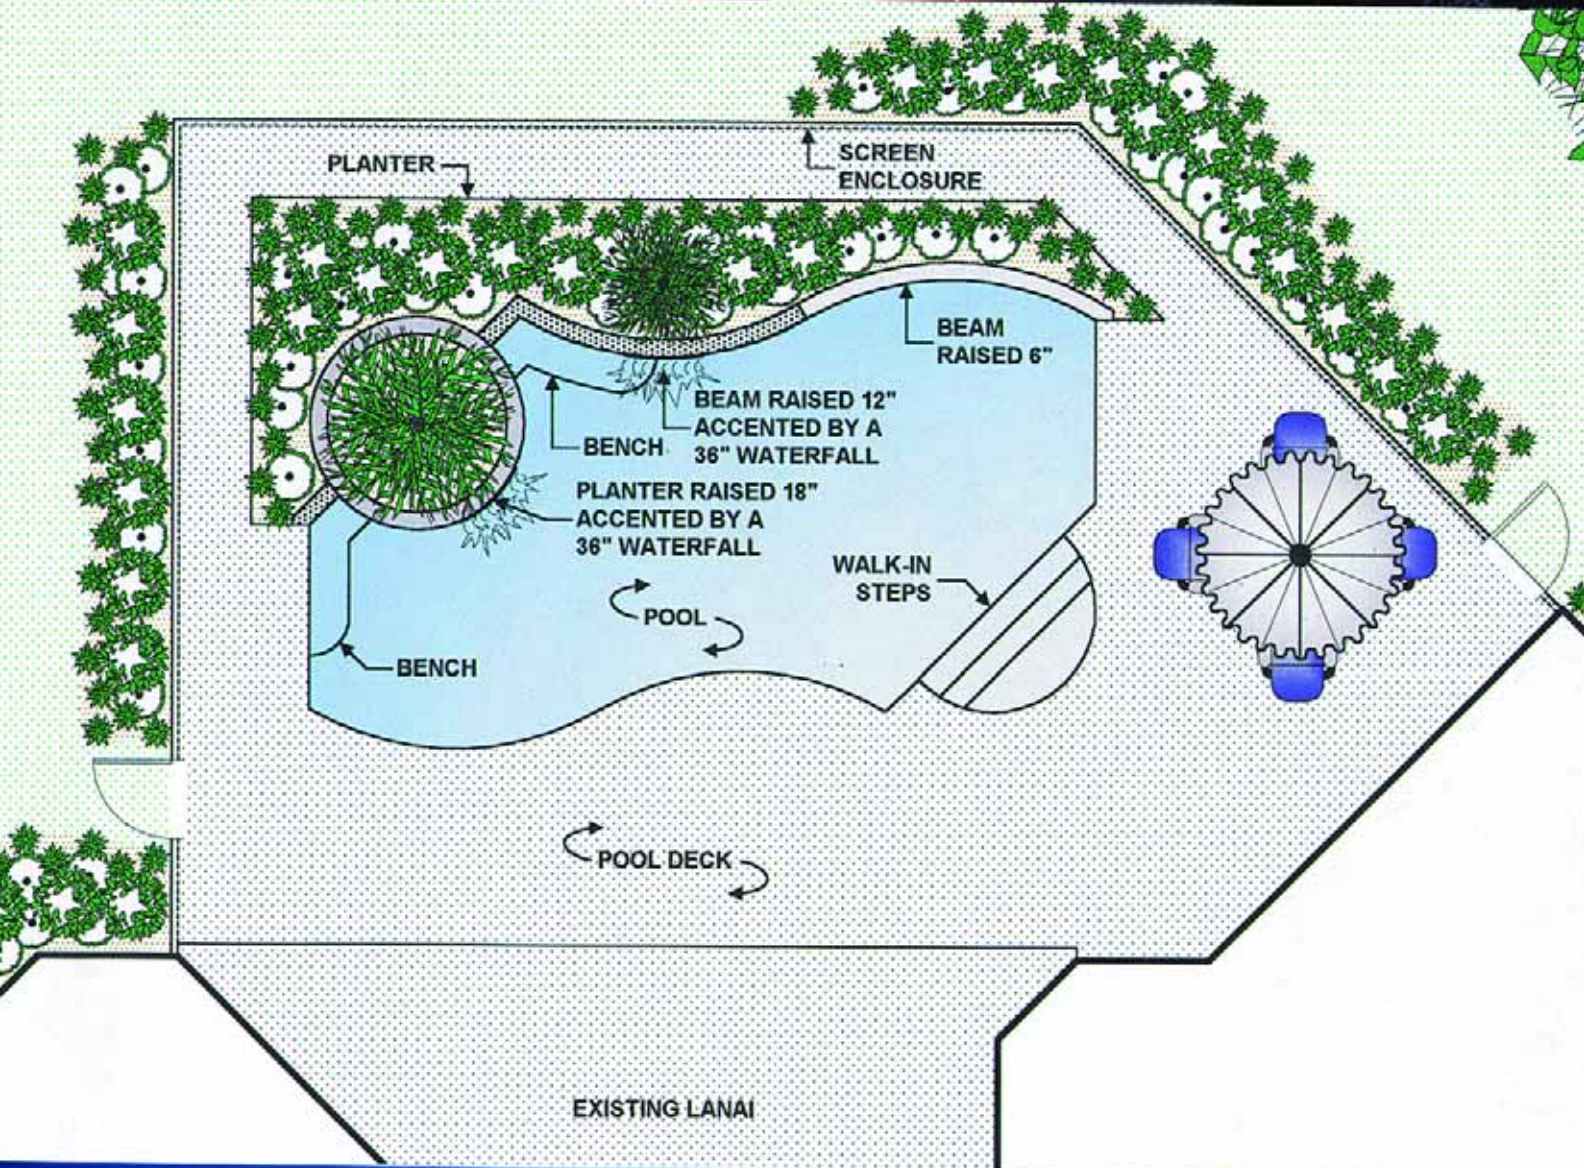 PLANTER
SCREEN
ENCLOSURE
BEAM
RAISED 6"
BEAM RAISED 12"
ACCENTED BY A
36" WATERFALL
BENCH
PLANTER RAISED 18"
ACCENTED BY A
36" WATERFALL
WALK-IN
STEPS
POOL
BENCH
POOL DECK
EXISTING LANAI